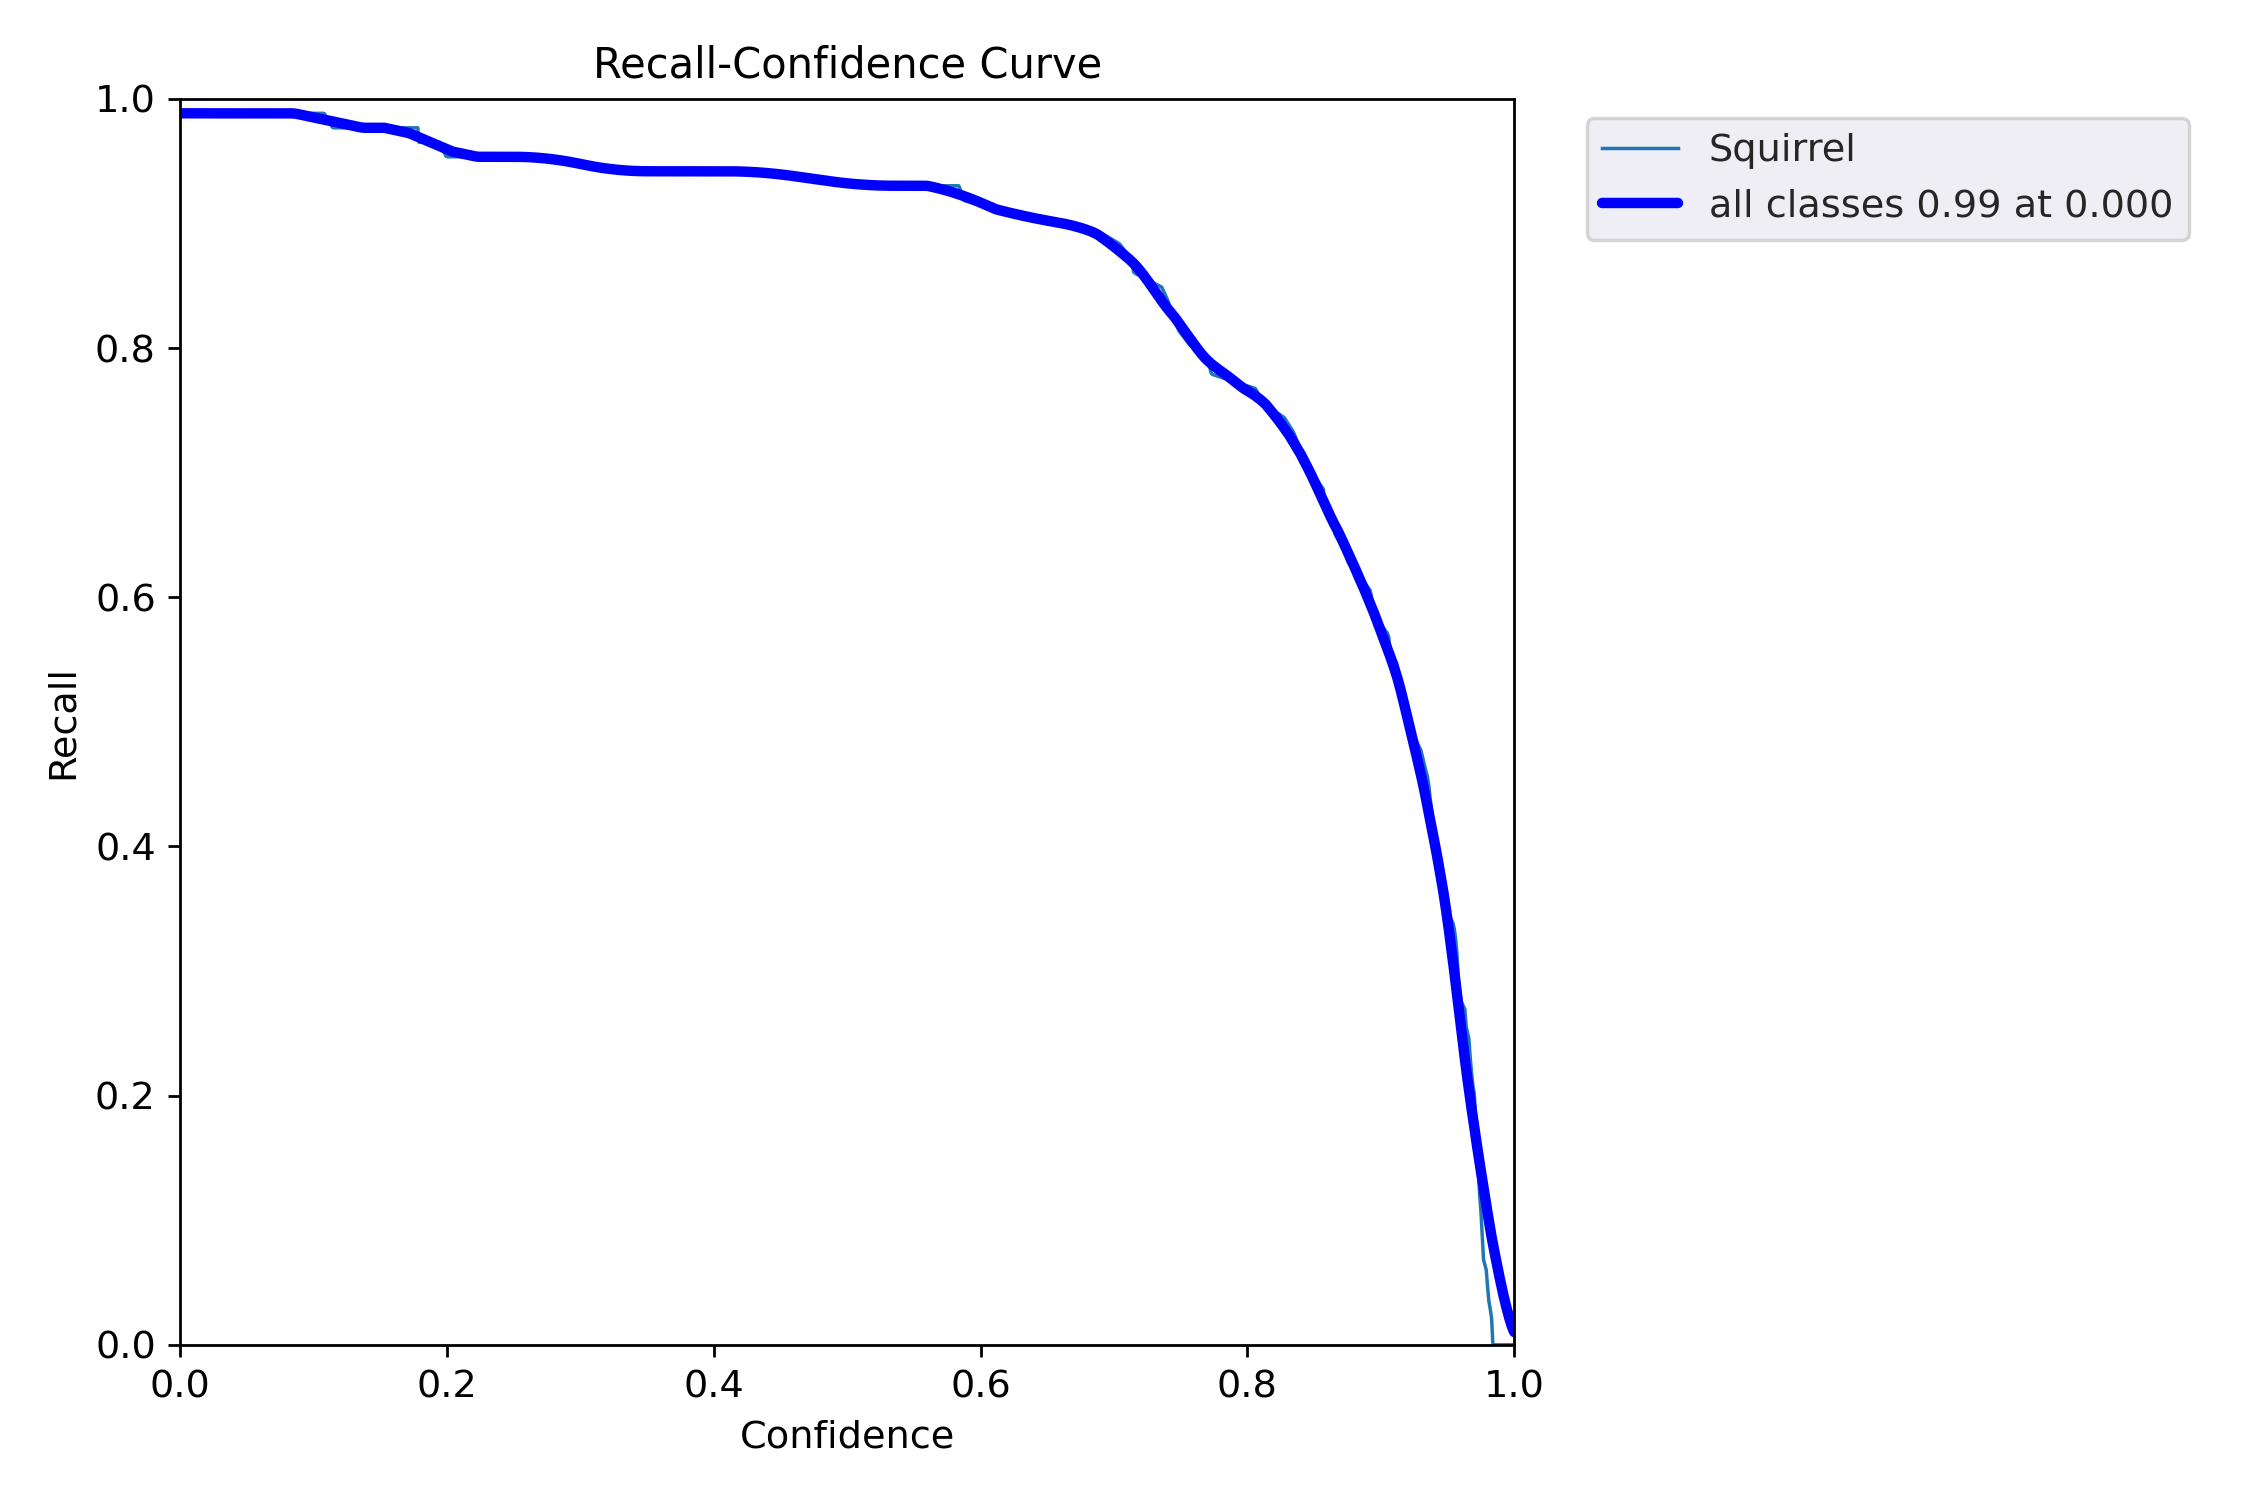 Recall-Confidence Curve
1.0
0.8
0.6
0.4
0.2
0.0
Recall
0.0 0.2 0.4 0.6 0.8 1.0
Confidence
Squirrel
all classes 0.99 at 0.000